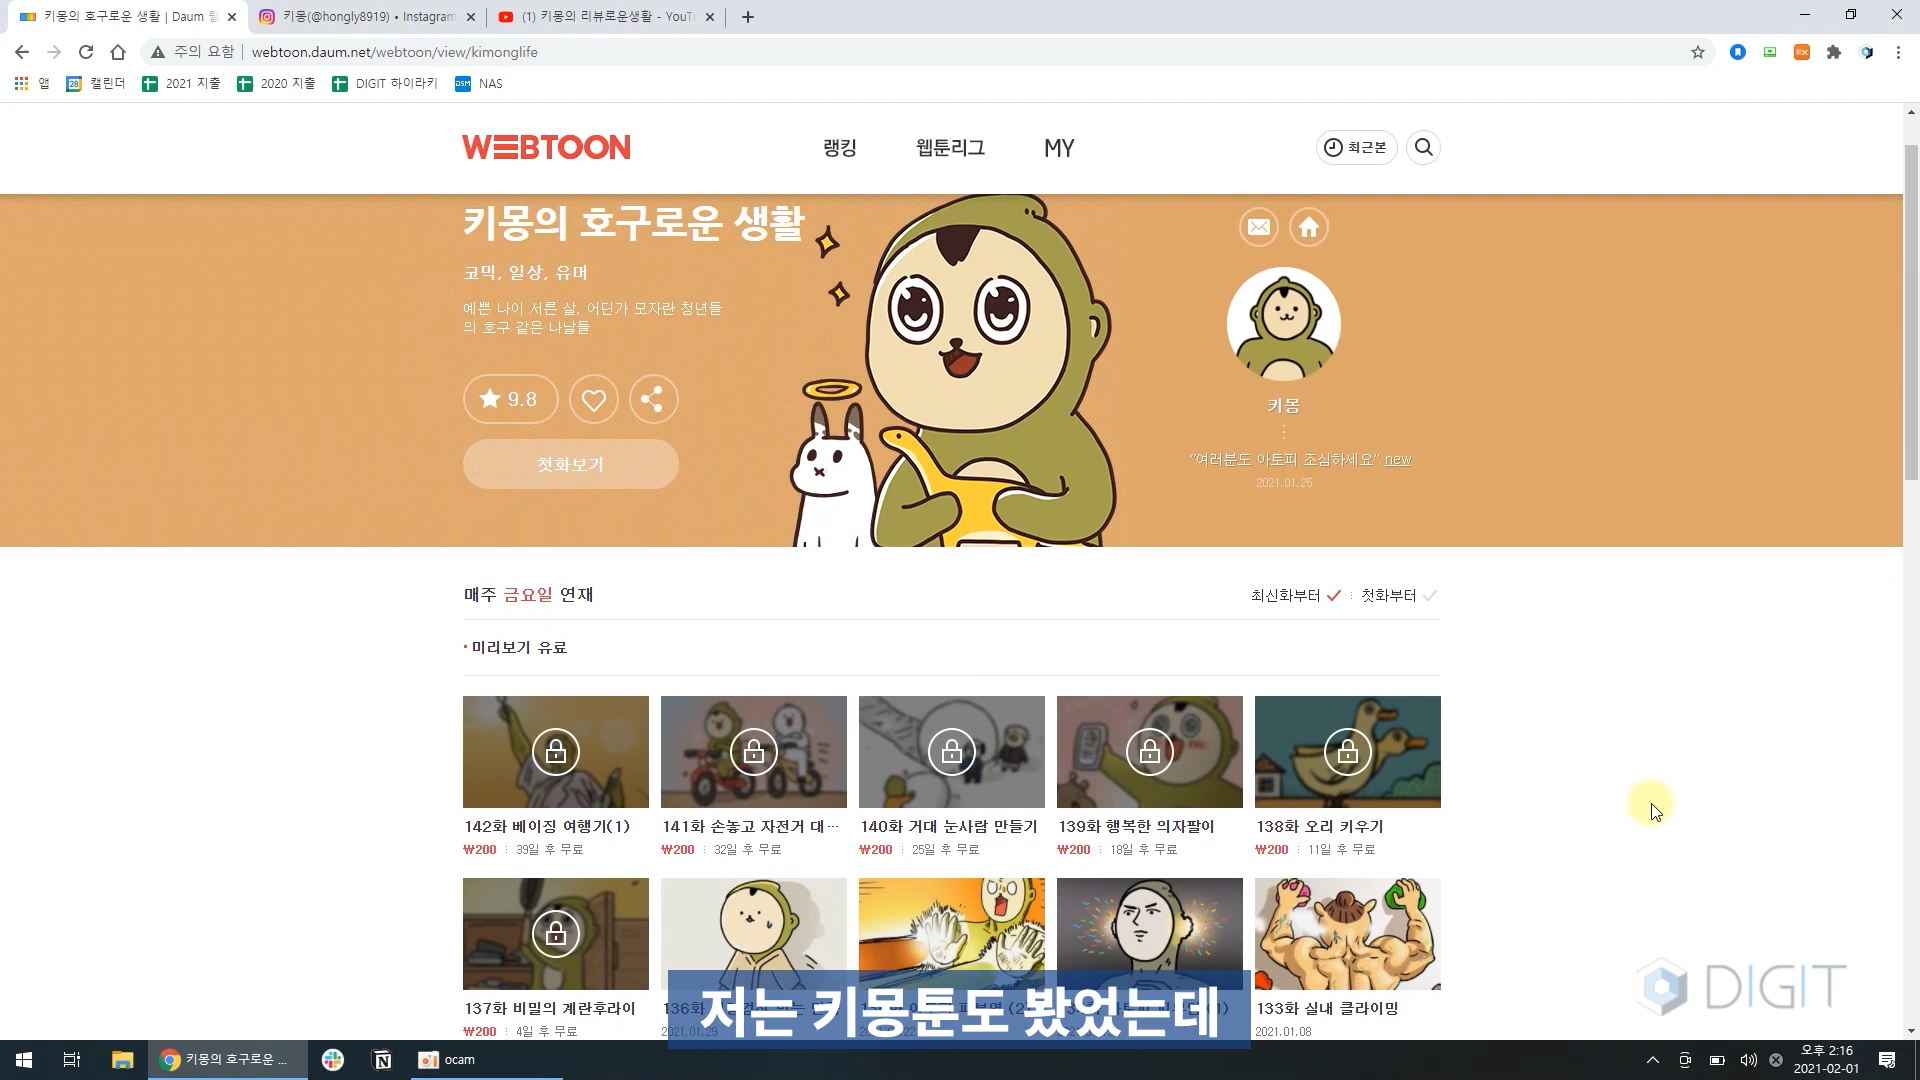 키몽의 호구로운 생활 | Daum 웹
키몽(@hongly8919) • Instagram
(1) 키몽의 리뷰로운생활 - YouTu
주의 요함
webtoon.daum.net/webtoon/view/kimonglife
앱
28
캘린더
2021 지출
2020 지출
DIGIT 하이라키
DSM
NAS
WEBTOON
랭킹
웹툰리그
MY
최근본
키몽의 호구로운 생활
코믹, 일상, 유머
예쁜 나이 서른 살, 어딘가 모자란 청년들
의 호구 같은 나날들
9.8
첫화보기
키몽
“여러분도 아토피 조심하세요” new
2021.01.25
매주 금요일 연재
최신화부터
첫화부터
미리보기 유료
142화 베이징 여행기(1)
₩200 : 39일 후 무료
141화 손놓고 자전거 대…
₩200 : 32일 후 무료
140화 거대 눈사람 만들기
₩200 : 25일 후 무료
139화 행복한 의자팔이
₩200 : 18일 후 무료
138화 오리 키우기
₩200 : 11일 후 무료
137화 비밀의 계란후라이
₩200 : 4일 후 무료
136화
2021.01.29
133화 실내 클라이밍
2021.01.08
저는 키몽툰도 봤었는데
DIGIT
키몽의 호구로운 ...
ocam
오후 2:16
2021-02-01